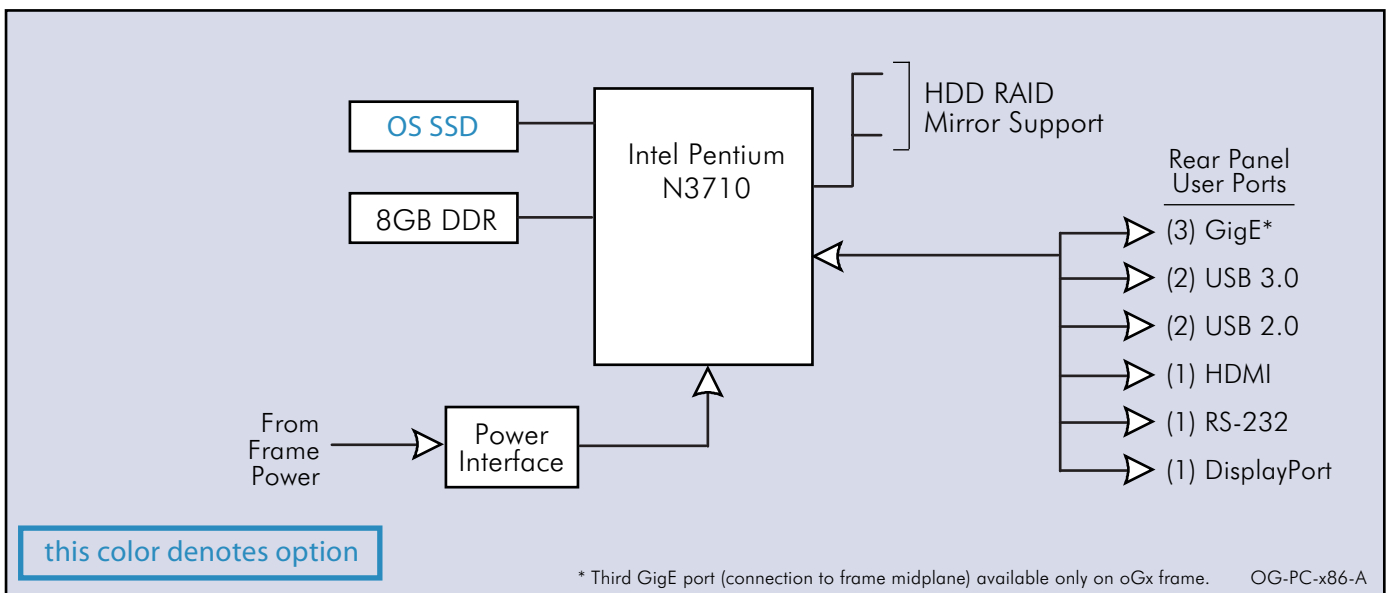 OS SSD
8GB DDR
Intel Pentium
N3710
HDD RAID
Mirror Support
Rear Panel
User Ports
(3) GigE*
(2) USB 3.0
(2) USB 2.0
(1) HDMI
(1) RS-232
(1) DisplayPort
From
Frame
Power
Power
Interface
this color denotes option
* Third GigE port (connection to frame midplane) available only on oGx frame.
OG-PC-x86-A